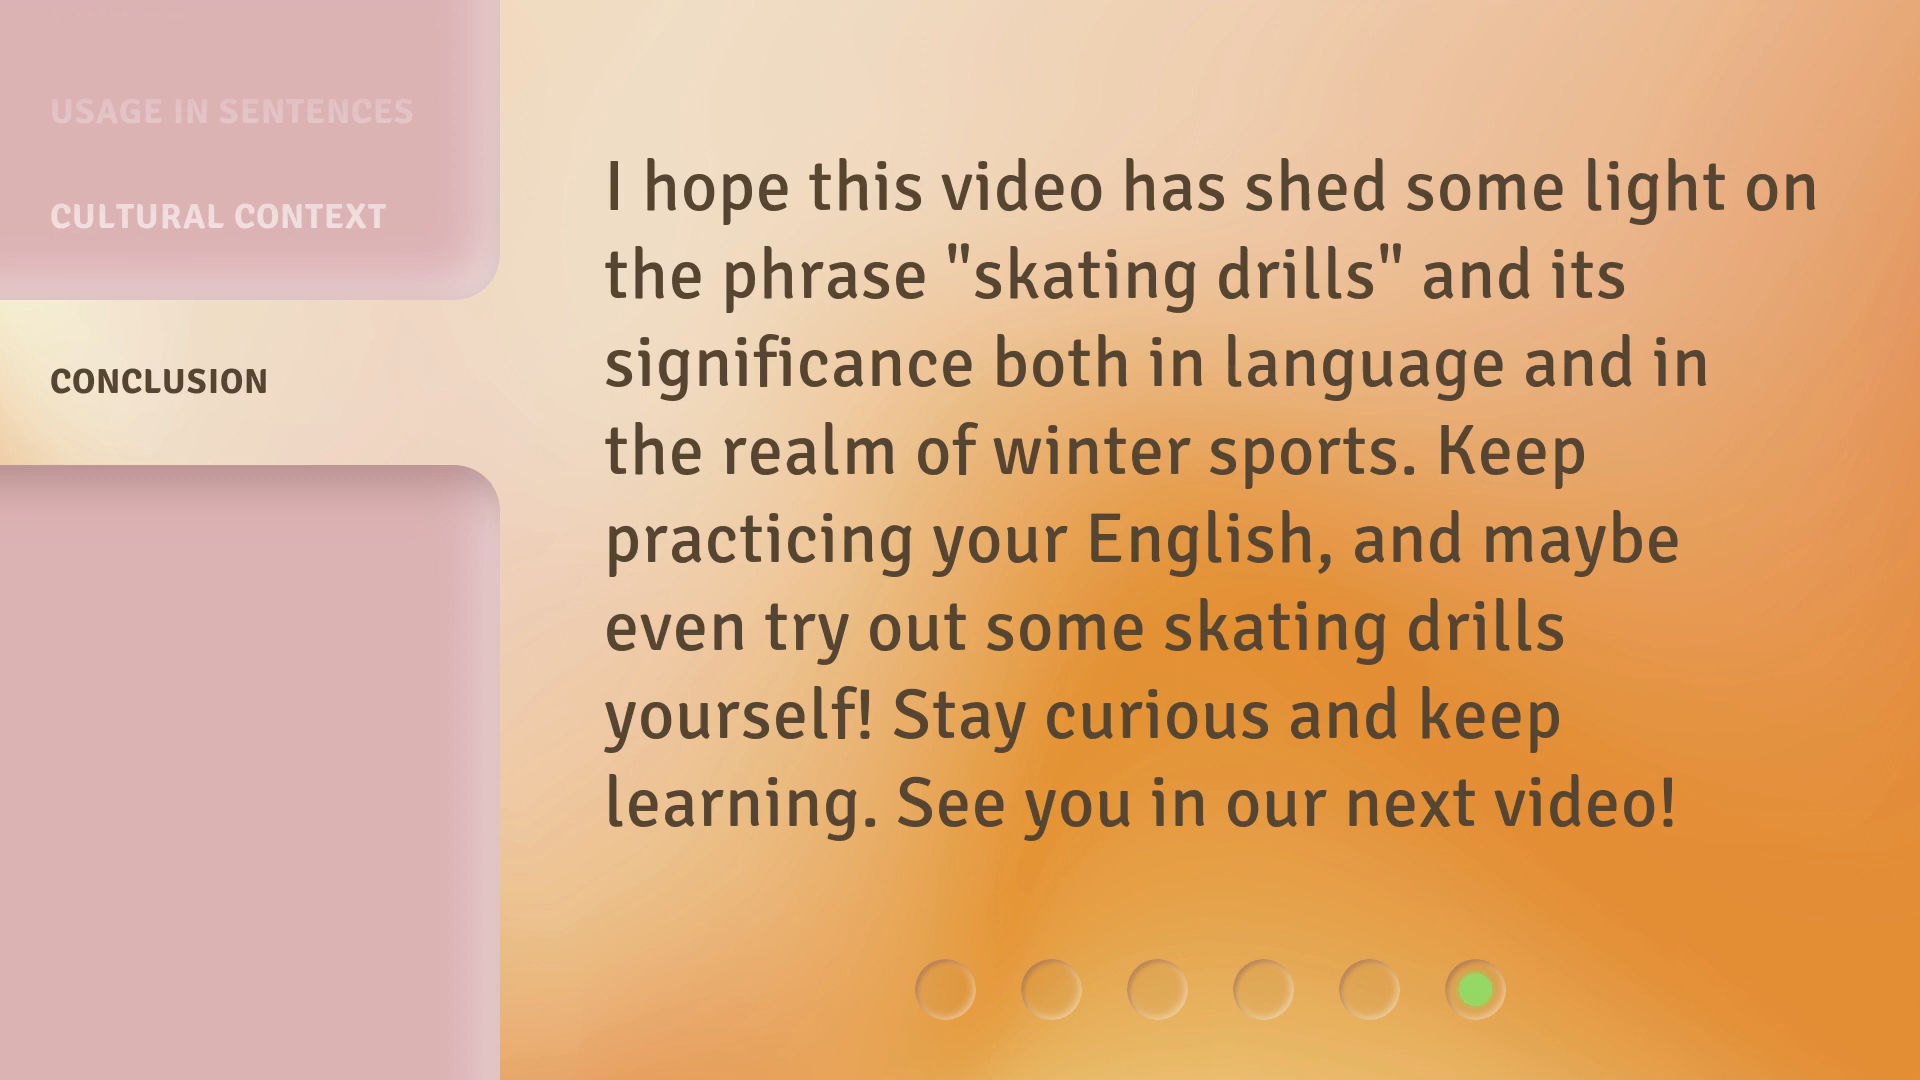 USAGE IN SENTENCES
CULTURAL CONTEXT
CONCLUSION
I hope this video has shed some light on
the phrase "skating drills" and its
significance both in language and in
the realm of winter sports. Keep
practicing your English, and maybe
even try out some skating drills
yourself! Stay curious and keep
learning. See you in our next video!